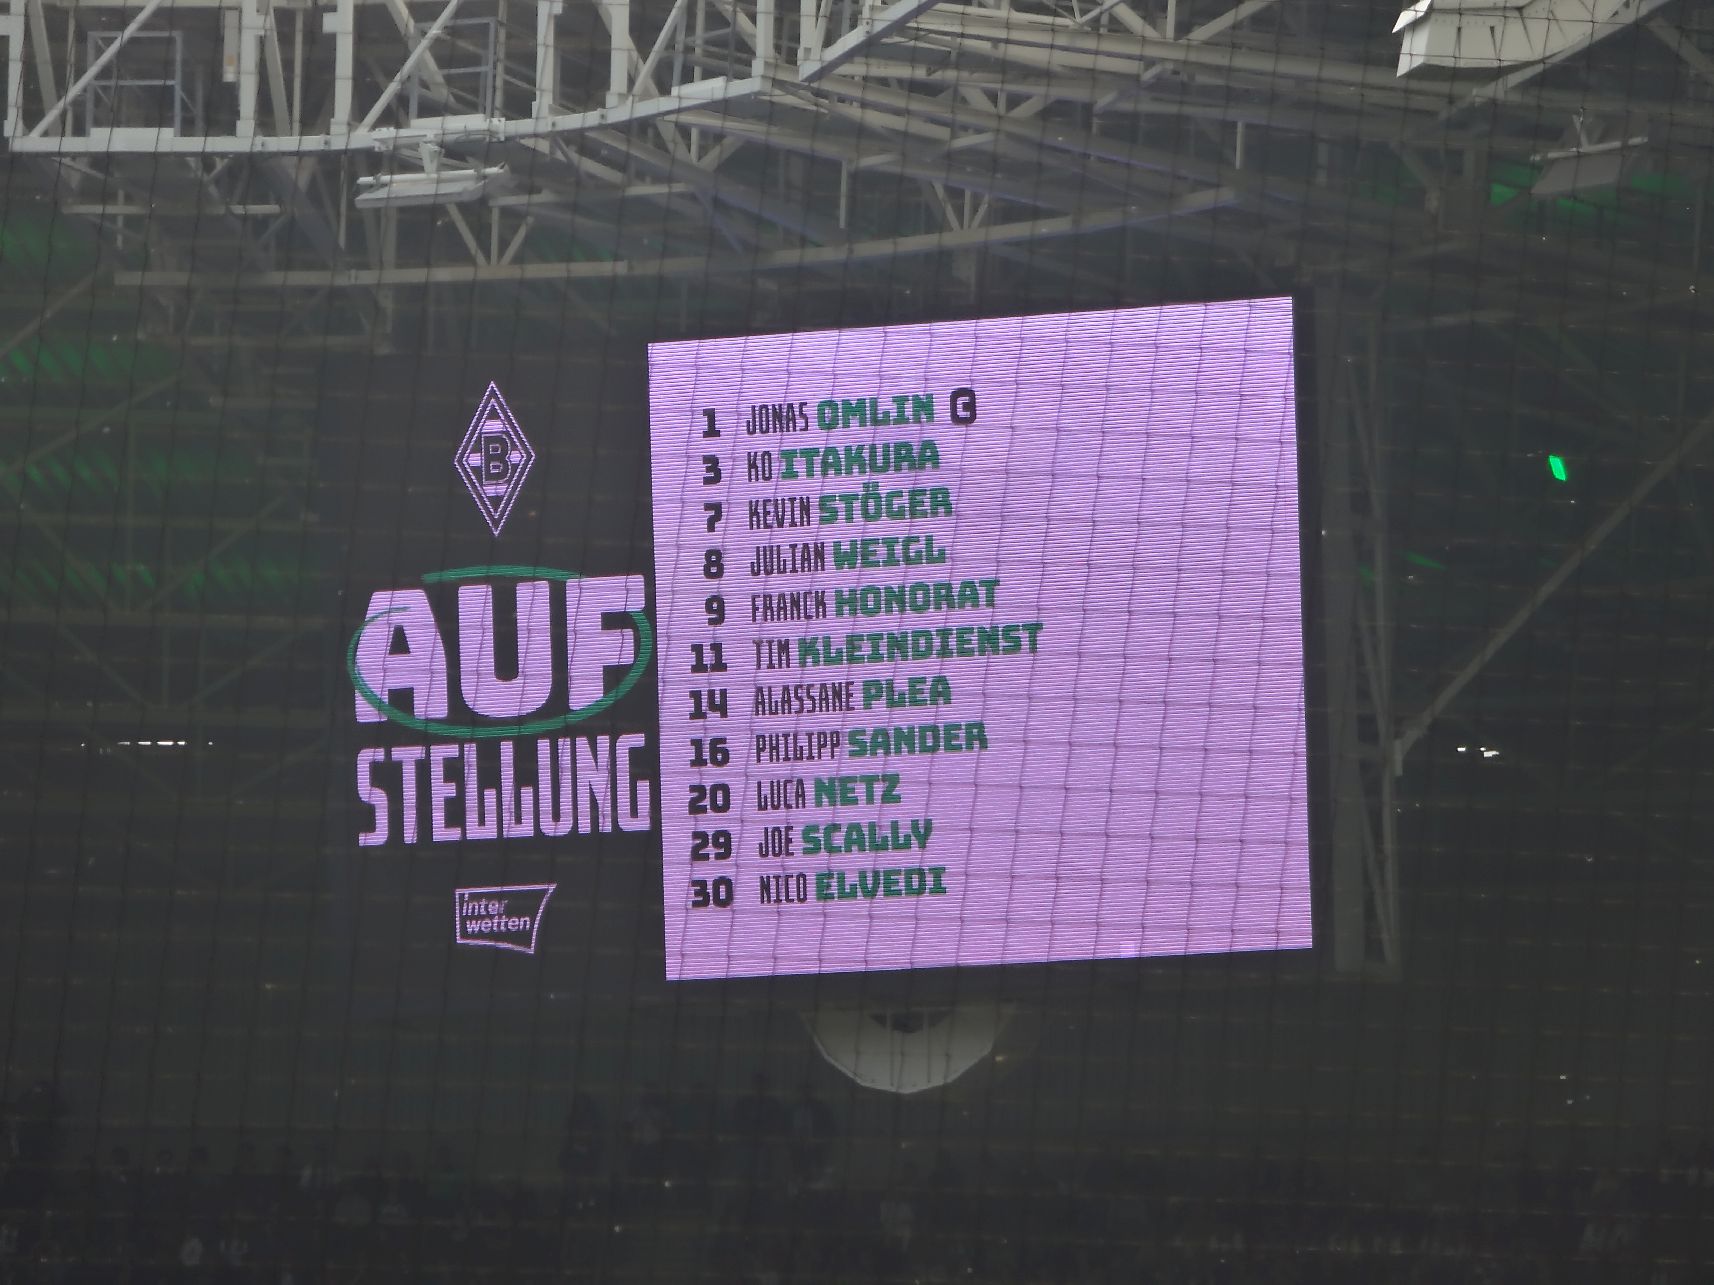 B
AUF
STELLUNG
inter
wetten
1 JONAS OMLIN C
3 KO ITAKURA
7 KEVIN STÖGER
8 JULIAN WEIGL
9 FRANCK HONORAT
11 TIM KLEINDIENST
14 ALASSANE PLEA
16 PHILIPP SANDER
20 LUCA NETZ
29 JOE SCALLY
30 NICO ELVEDI